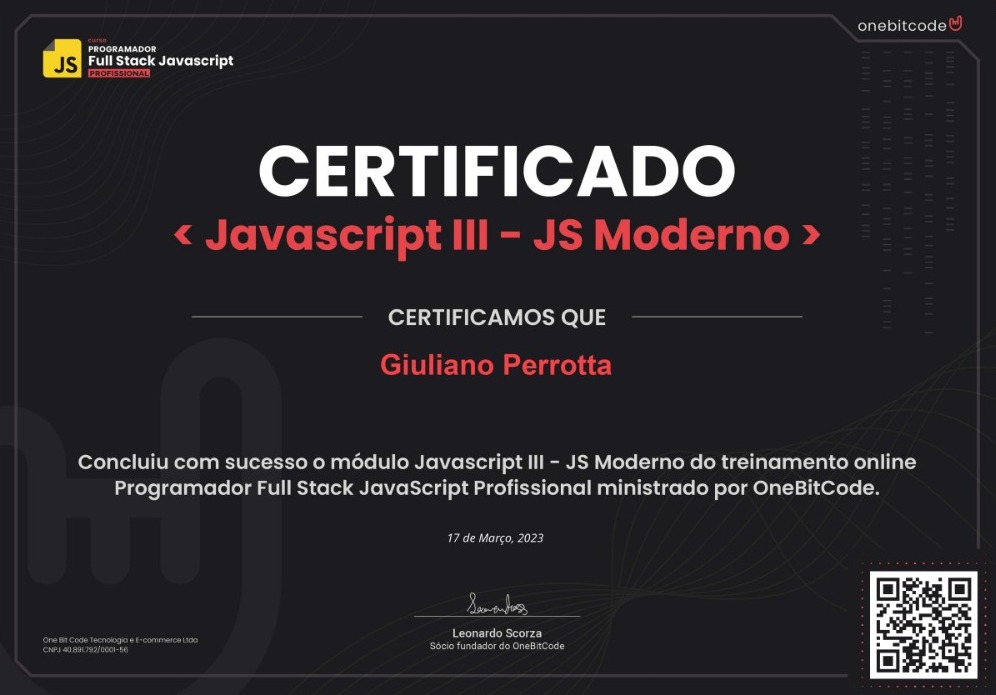 curso
PROGRAMADOR
Full Stack Javascript
PROFISSIONAL
JS
onebitcode
CERTIFICADO
< Javascript III - JS Moderno >
CERTIFICAMOS QUE
Giuliano Perrotta
Concluiu com sucesso o módulo Javascript III - JS Moderno do treinamento online
Programador Full Stack JavaScript Profissional ministrado por OneBitCode.
17 de Março, 2023
Leonardo Scorza
Sócio fundador do OneBitCode
One Bit Code Tecnologia e E-commerce Ltda
CNPJ 40.891.792/0001-56